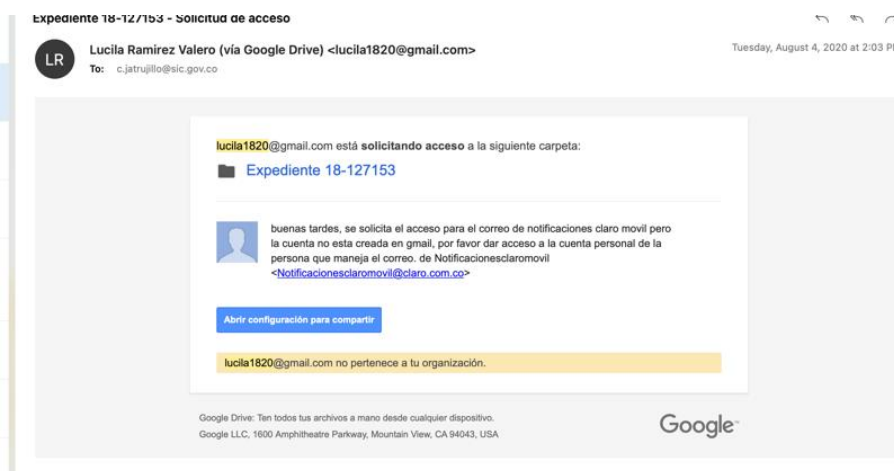 Expediente 18-127153 - Solicitud de acceso
LR
Lucila Ramirez Valero (vía Google Drive) <lucila1820@gmail.com>
Tuesday, August 4, 2020 at 2:03 P
To: c.jatrujillo@sic.gov.co
lucila1820@gmail.com está solicitando acceso a la siguiente carpeta:
Expediente 18-127153
buenas tardes, se solicita el acceso para el correo de notificaciones claro movil pero
la cuenta no esta creada en gmail, por favor dar acceso a la cuenta personal de la
persona que maneja el correo. de Notificacionesclaromovil
<Notificacionesclaromovil@claro.com.co>
Abrir configuración para compartir
lucila1820@gmail.com no pertenece a tu organización.
Google Drive: Ten todos tus archivos a mano desde cualquier dispositivo.
Google LLC, 1600 Amphitheatre Parkway, Mountain View, CA 94043, USA
Google